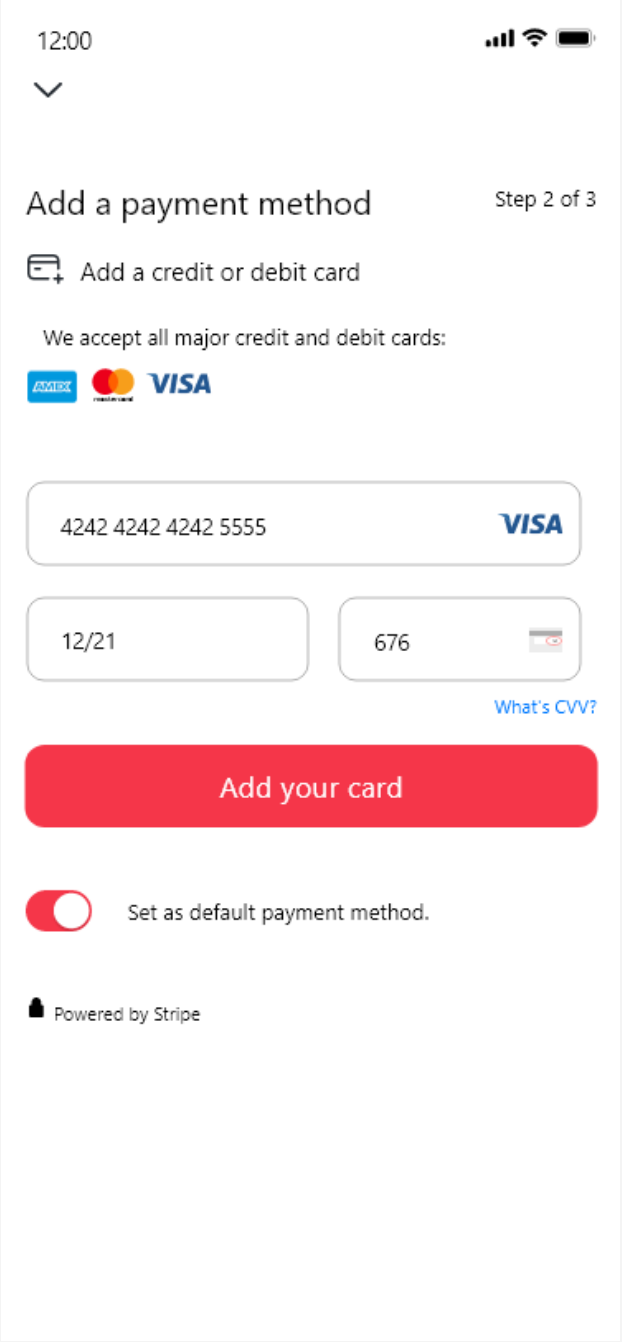 12:00
Add a payment method
Step 2 of 3
Add a credit or debit card
We accept all major credit and debit cards:
AMEX mastercard VISA
4242 4242 4242 5555 VISA
12/21
676
What's CVV?
Add your card
Set as default payment method.
Powered by Stripe